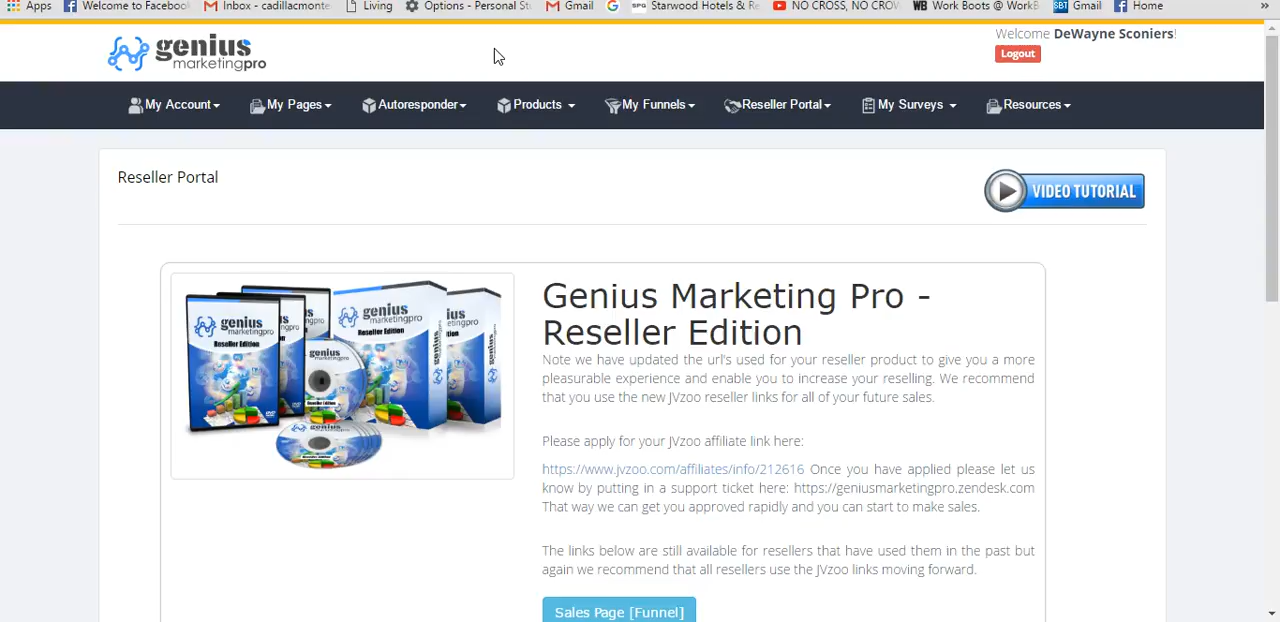 Apps Welcome to Facebook Inbox - cadillacmonte Living Options - Personal St Gmail SPG Starwood Hotels & Re NO CROSS, NO CROW WB Work Boots @ WorkB SBT Gmail Home »
genius
marketingpro
Welcome DeWayne Sconiers!
Logout
My Account My Pages Autoresponder Products My Funnels Reseller Portal My Surveys Resources
Reseller Portal
VIDEO TUTORIAL
genius
marketingpro
Reseller Edition
Genius Marketing Pro -
Reseller Edition
Note we have updated the url's used for your reseller product to give you a more
pleasurable experience and enable you to increase your reselling. We recommend
that you use the new JVzoo reseller links for all of your future sales.
Please apply for your JVzoo affiliate link here:
https://www.jvzoo.com/affiliates/info/212616 Once you have applied please let us
know by putting in a support ticket here: https://geniusmarketingpro.zendesk.com
That way we can get you approved rapidly and you can start to make sales.
The links below are still available for resellers that have used them in the past but
again we recommend that all resellers use the JVzoo links moving forward.
Sales Page [Funnel]